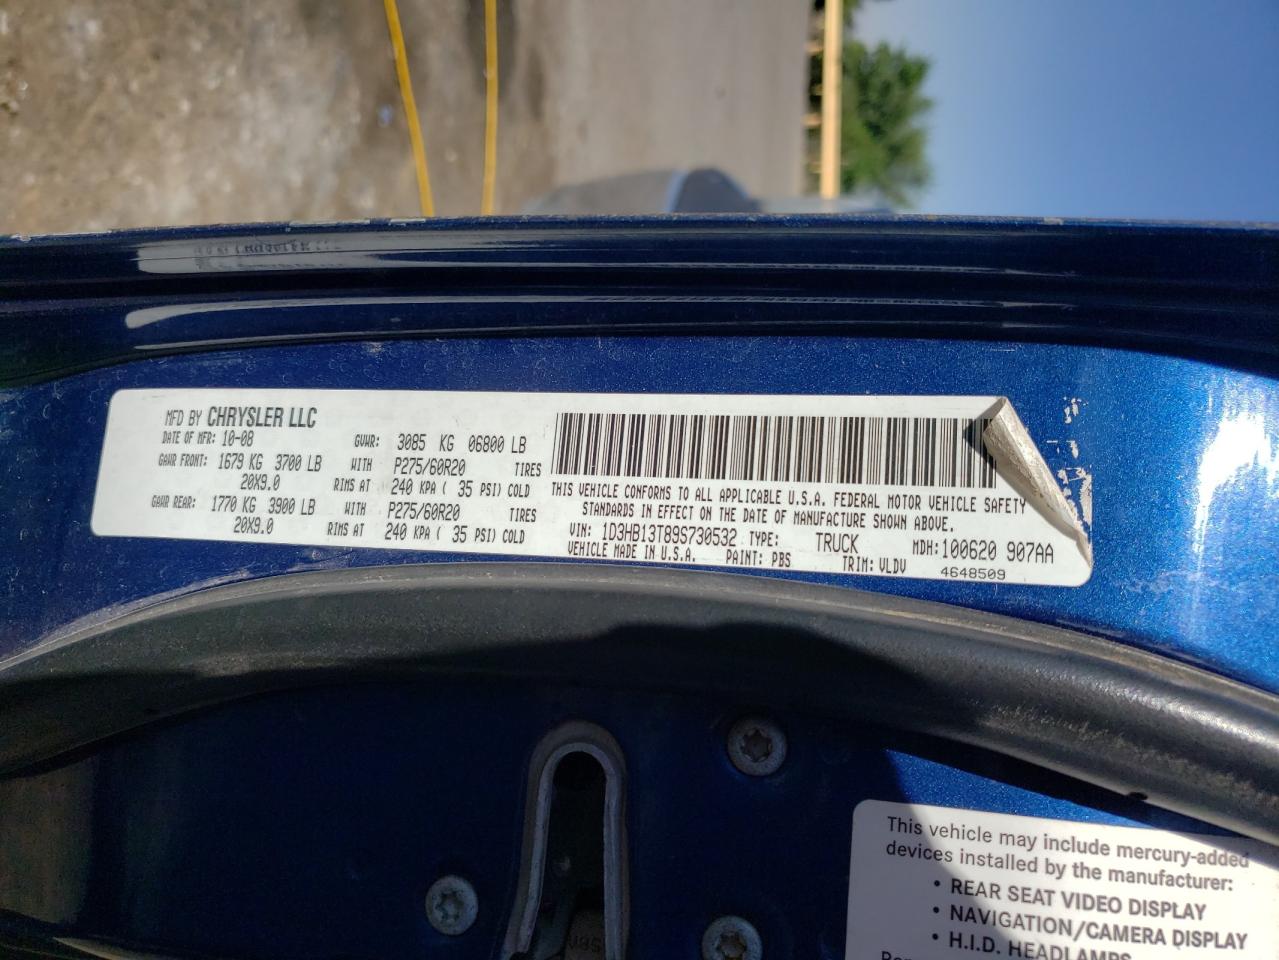 MFD BY CHRYSLER LLC
DATE OF MFR: 10-08 GVWR: 3085 KG 06800 LB
GAWR FRONT: 1679 KG 3700 LB WITH P275/60R20 TIRES
20X9.0 RIMS AT 240 KPA ( 35 PSI) COLD
GAWR REAR: 1770 KG 3900 LB WITH P275/60R20 TIRES
20X9.0 RIMS AT 240 KPA ( 35 PSI) COLD
THIS VEHICLE CONFORMS TO ALL APPLICABLE U.S.A. FEDERAL MOTOR VEHICLE SAFETY
STANDARDS IN EFFECT ON THE DATE OF MANUFACTURE SHOWN ABOVE.
VIN: 1D3HB13T89S730532 TYPE: TRUCK MDH: 100620 907AA
VEHICLE MADE IN U.S.A. PAINT: PBS TRIM: VLDV 4648509
This vehicle may include mercury-added
devices installed by the manufacturer:
• REAR SEAT VIDEO DISPLAY
• NAVIGATION/CAMERA DISPLAY
• H.I.D. HEADLAMPS